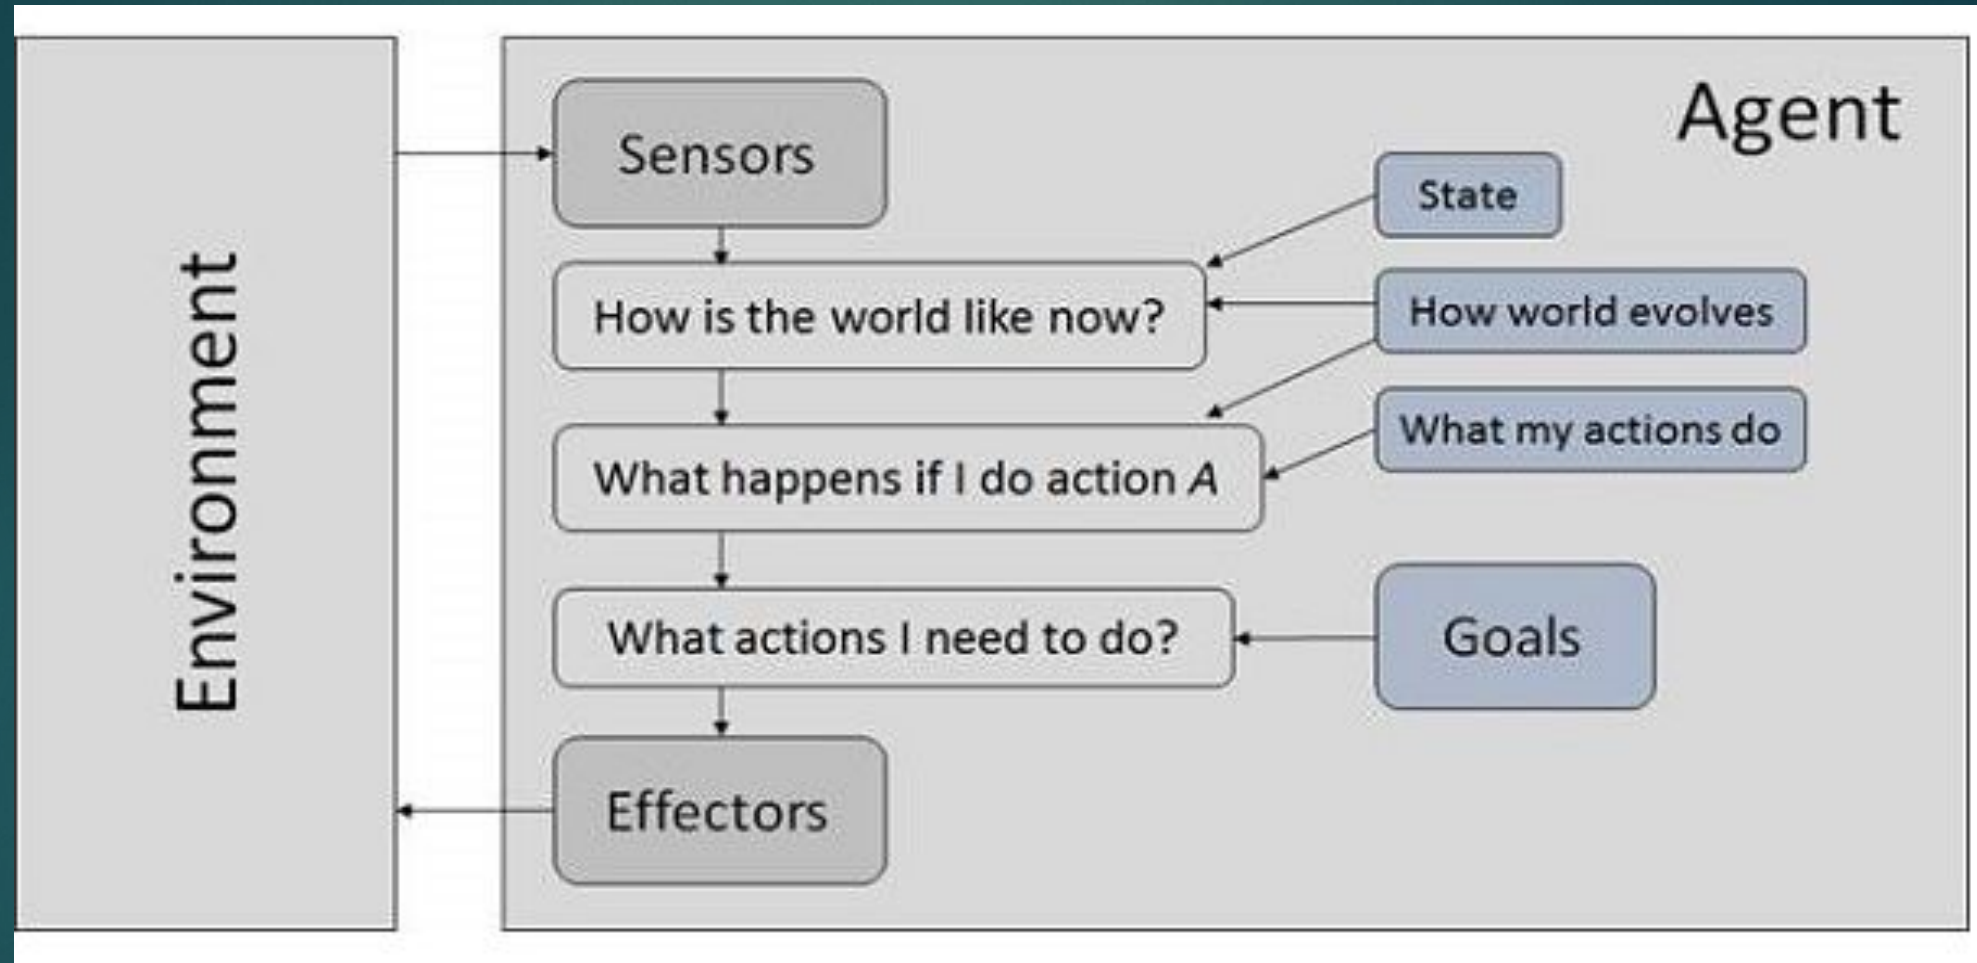 Environment
Agent
Sensors
State
How is the world like now?
How world evolves
What my actions do
What happens if I do action A
What actions I need to do?
Goals
Effectors